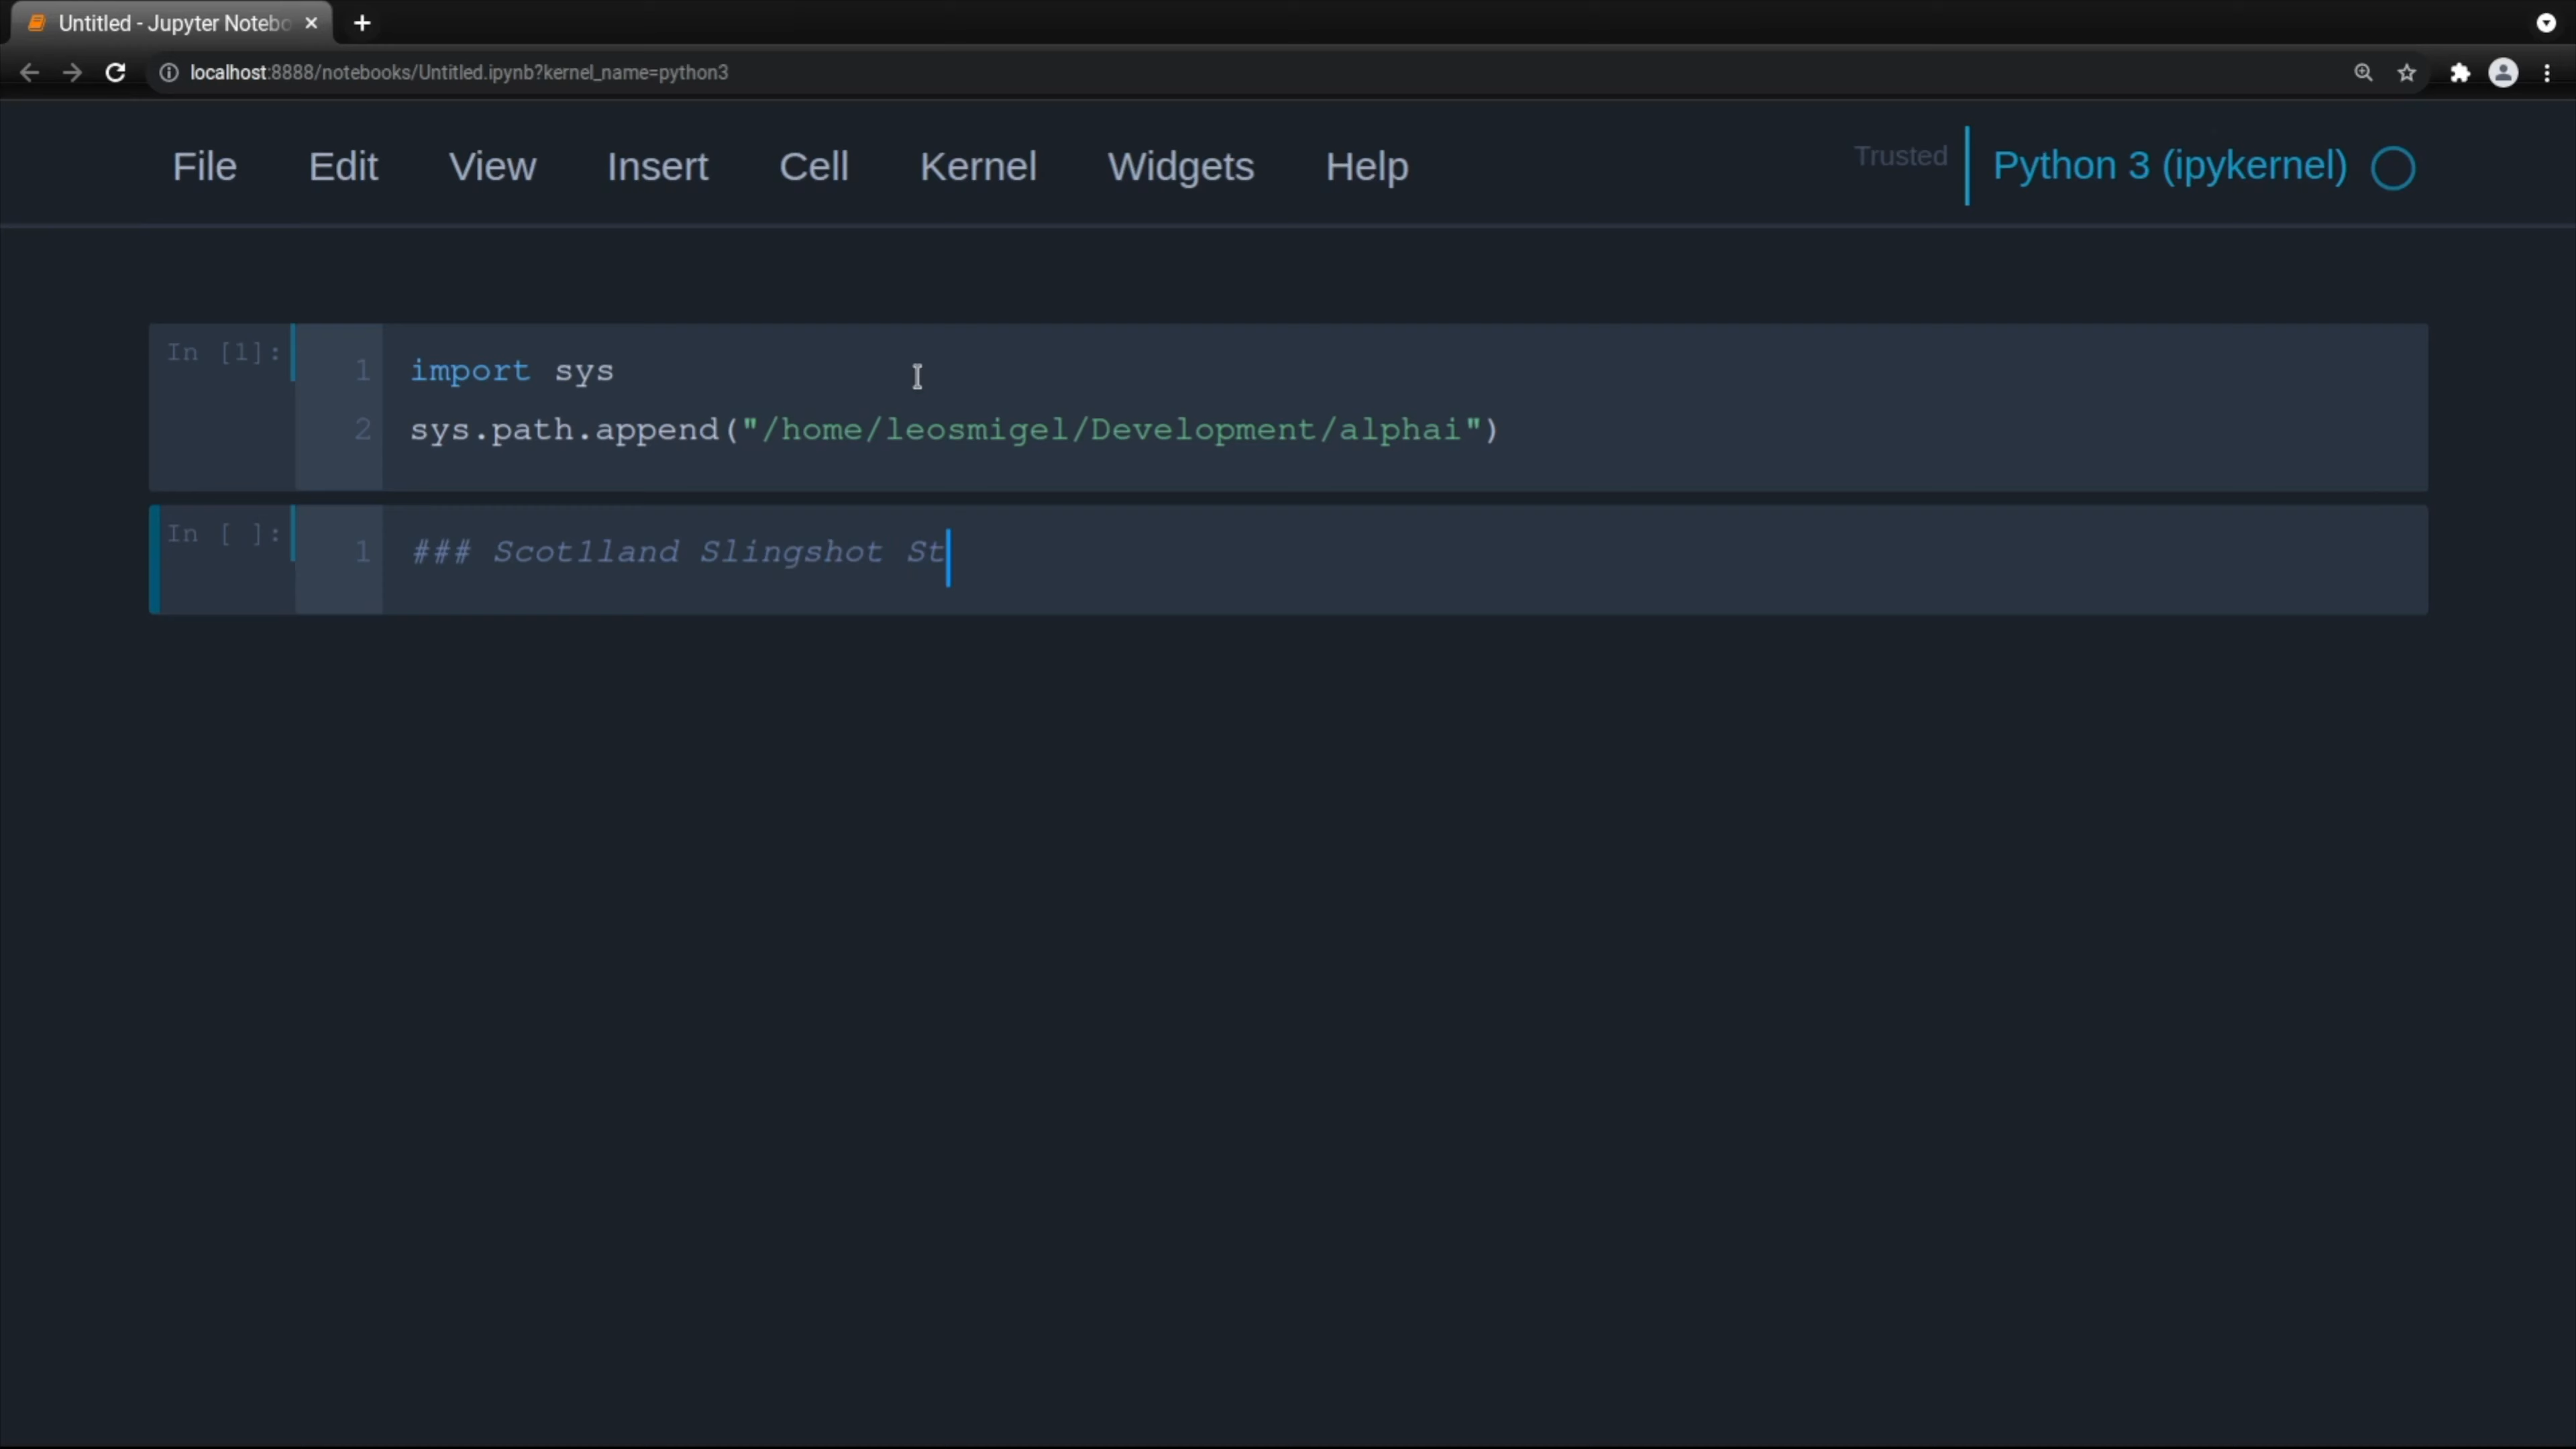 Untitled - Jupyter Notebo
localhost:8888/notebooks/Untitled.ipynb?kernel_name=python3
File Edit View Insert Cell Kernel Widgets Help Trusted Python 3 (ipykernel)
In [1]: 1 import sys
2 sys.path.append("/home/leosmigel/Development/alphai")
In [ ]: 1 ### Scot1land Slingshot St